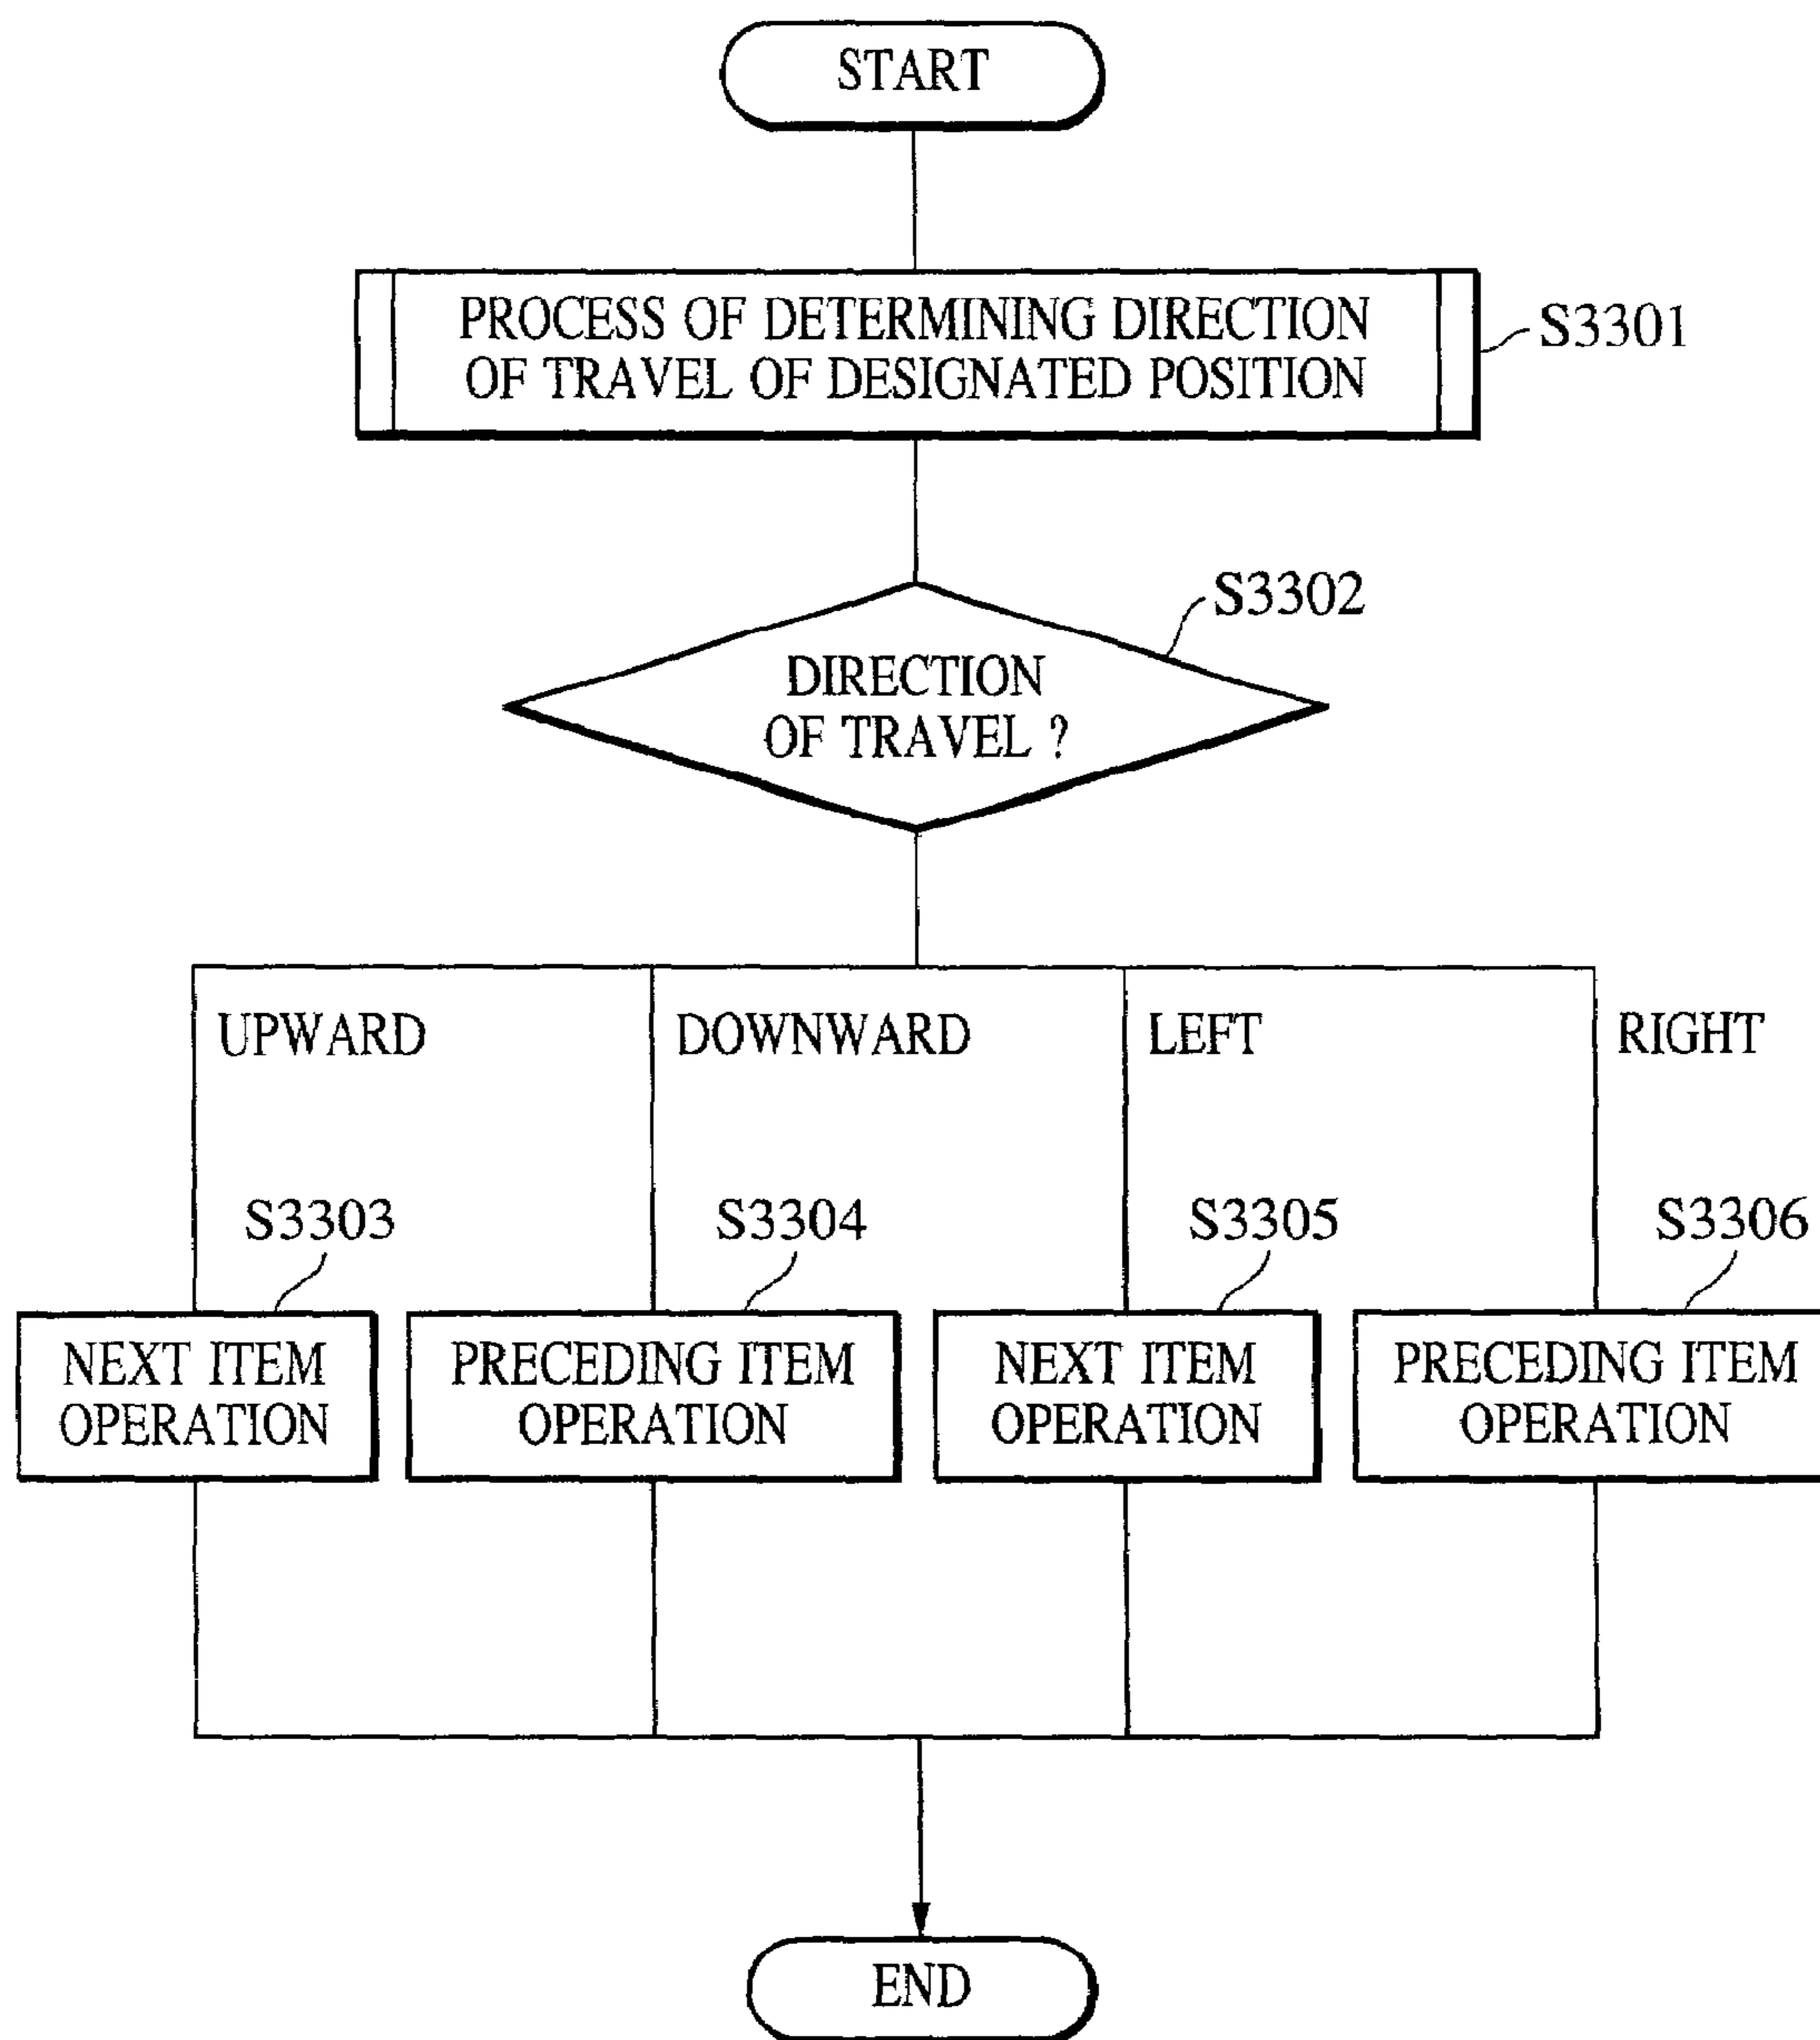 START
PROCESS OF DETERMINING DIRECTION
OF TRAVEL OF DESIGNATED POSITION
S3301
S3302
DIRECTION
OF TRAVEL ?
UPWARD
DOWNWARD
LEFT
RIGHT
S3303
S3304
S3305
S3306
NEXT ITEM
OPERATION
PRECEDING ITEM
OPERATION
NEXT ITEM
OPERATION
PRECEDING ITEM
OPERATION
END